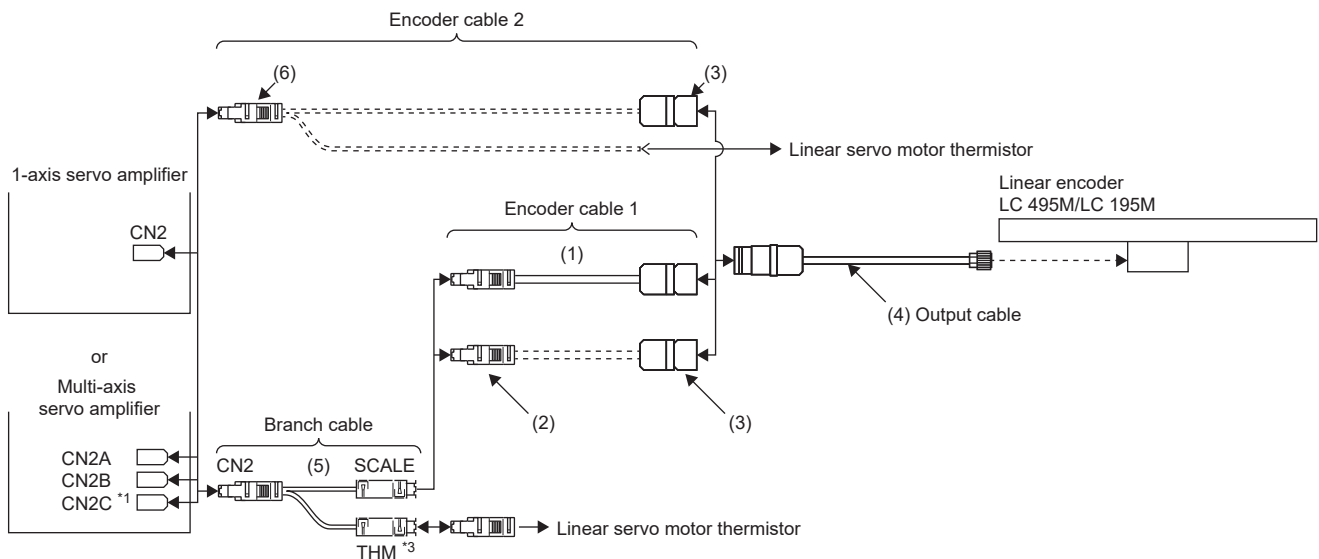 Encoder cable 2
(6)
(3)
Linear servo motor thermistor
1-axis servo amplifier
CN2
Encoder cable 1
(1)
Linear encoder
LC 495M/LC 195M
(4) Output cable
(2)
(3)
or
Multi-axis
servo amplifier
CN2A
CN2B
CN2C *1
Branch cable
CN2
(5)
SCALE
THM *3
Linear servo motor thermistor